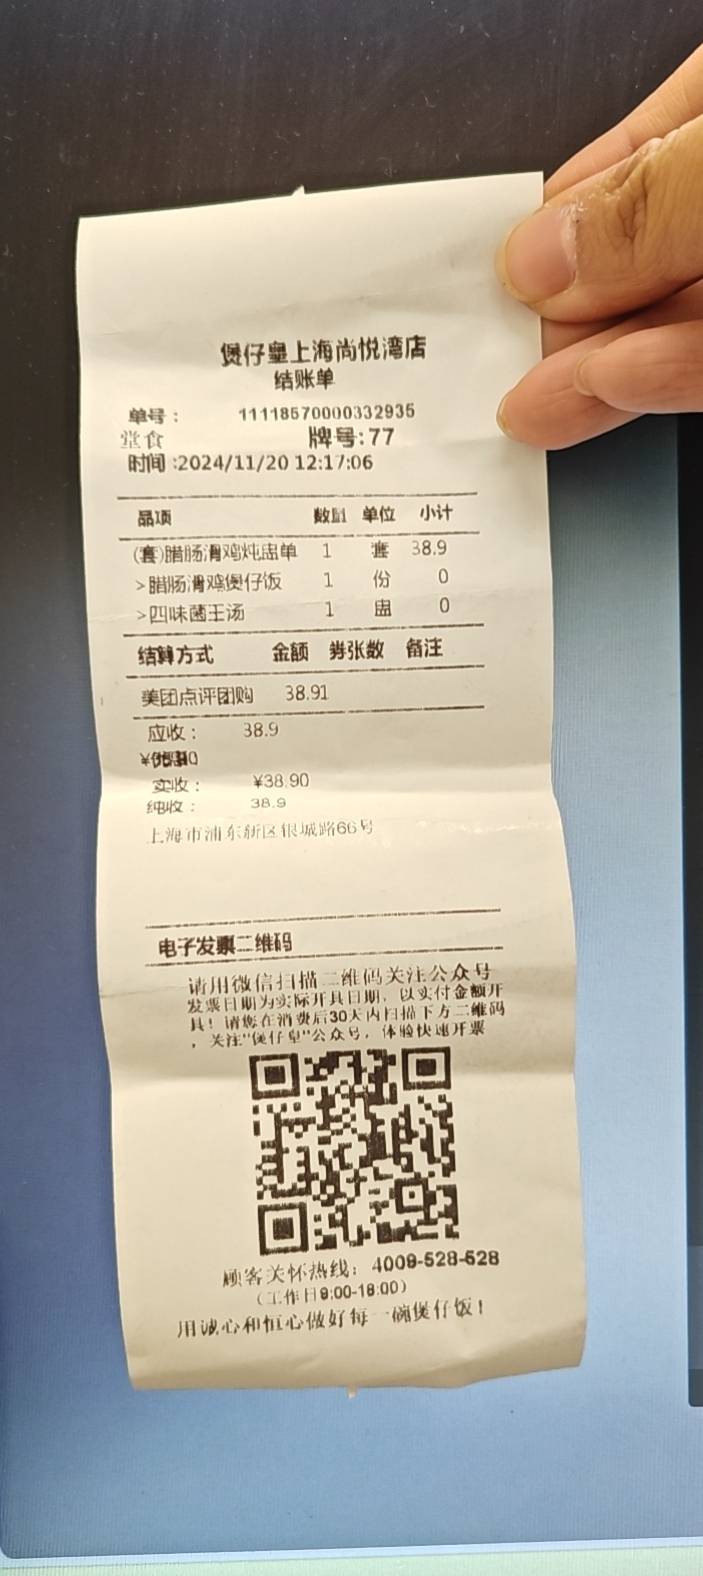 煲仔皇上海尚悦湾店
结账单
单号： 11118570000332935
堂食 牌号:77
时间 :2024/11/20 12:17:06
品项 数量 单位 小计
(套)腊肠滑鸡炖盅单 1 套 38.9
>腊肠滑鸡煲仔饭 1 份 0
>四味菌王汤 1 盅 0
结算方式 金额 券张数 备注
美团点评团购 38.91
应收： 38.9
实收： ¥38.90
纯收： 38.9
上海市浦东新区银城路66号
电子发票二维码
请用微信扫描二维码关注公众号
发票日期为实际开具日期，以实付金额开
具！请您在消费后30天内扫描下方二维码
，关注"煲仔皇"公众号，体验快速开票
顾客关怀热线：4009-528-528
（工作日9:00-18:00）
用诚心和恒心做好每一碗煲仔饭！